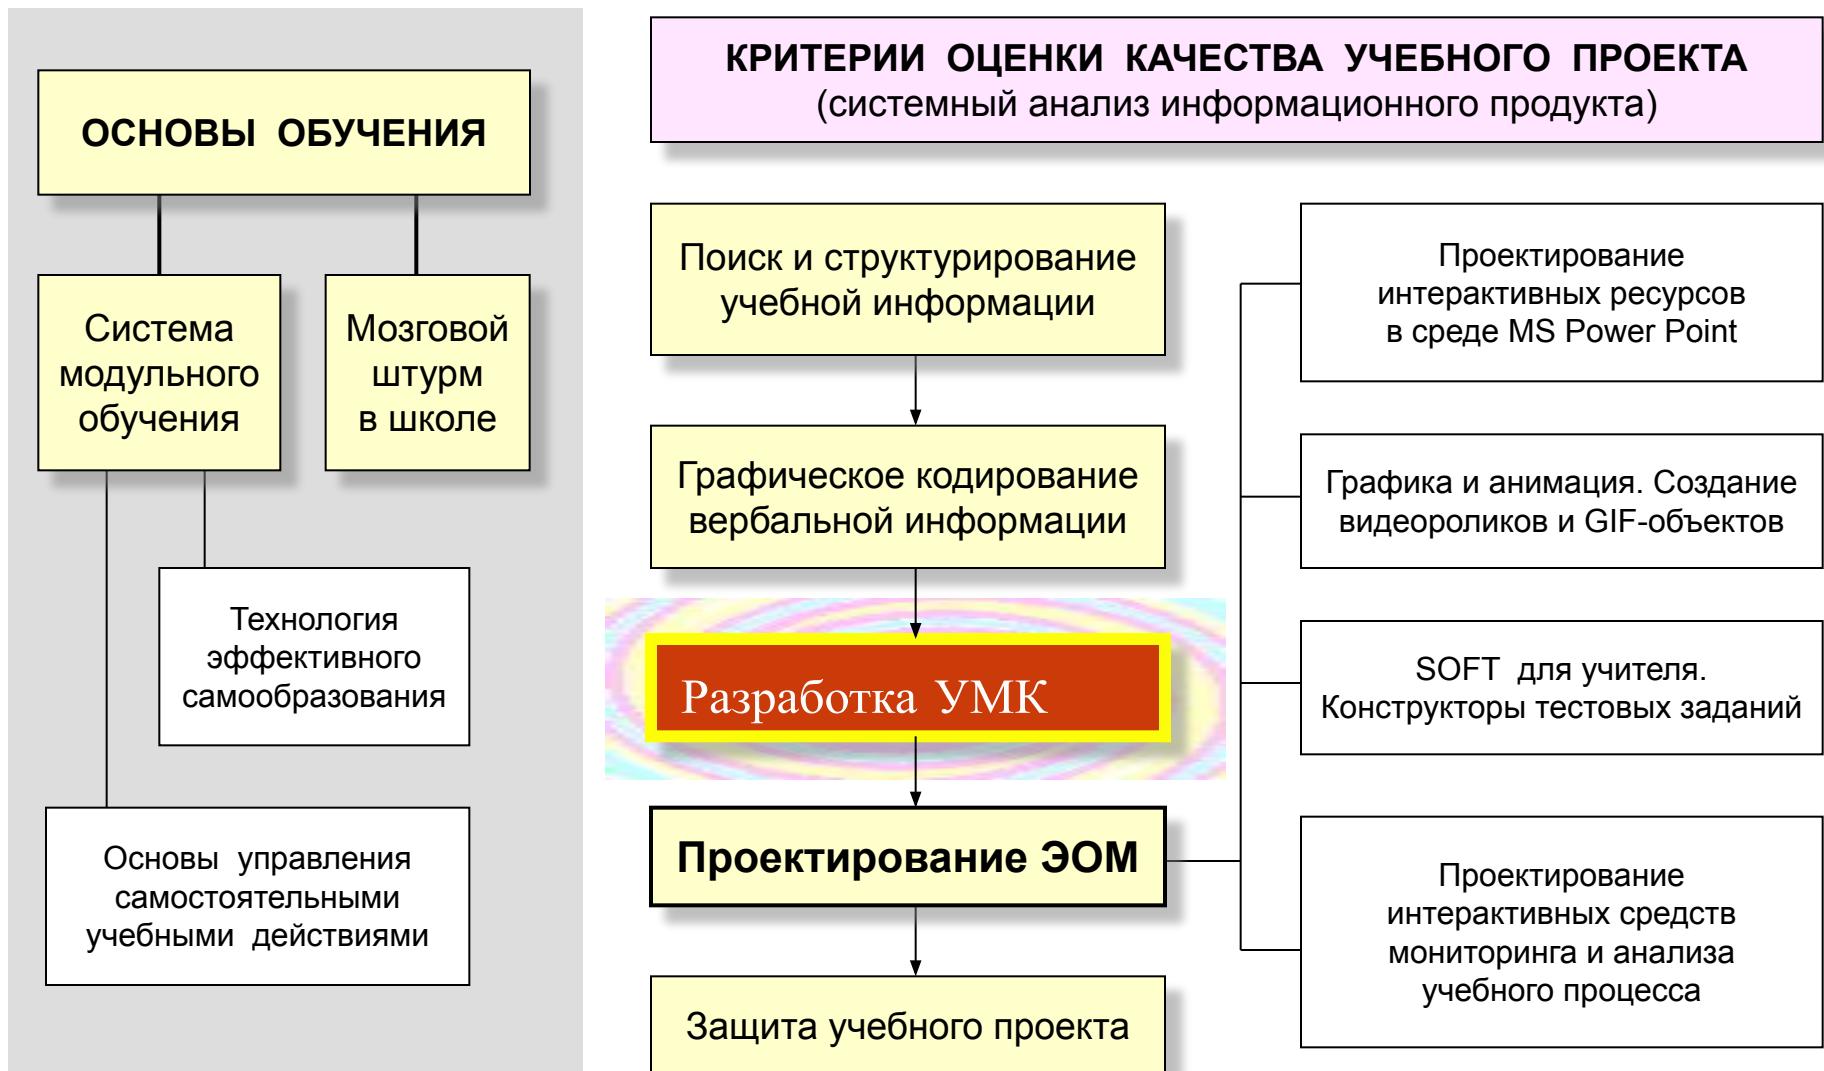 ОСНОВЫ ОБУЧЕНИЯ
Система
модульного
обучения
Мозговой
штурм
в школе
Технология
эффективного
самообразования
Основы управления
самостоятельными
учебными действиями
КРИТЕРИИ ОЦЕНКИ КАЧЕСТВА УЧЕБНОГО ПРОЕКТА
(системный анализ информационного продукта)
Поиск и структурирование
учебной информации
Графическое кодирование
вербальной информации
Разработка УМК
Проектирование ЭОМ
Защита учебного проекта
Проектирование
интерактивных ресурсов
в среде MS Power Point
Графика и анимация. Создание
видеороликов и GIF-объектов
SOFT для учителя.
Конструкторы тестовых заданий
Проектирование
интерактивных средств
мониторинга и анализа
учебного процесса